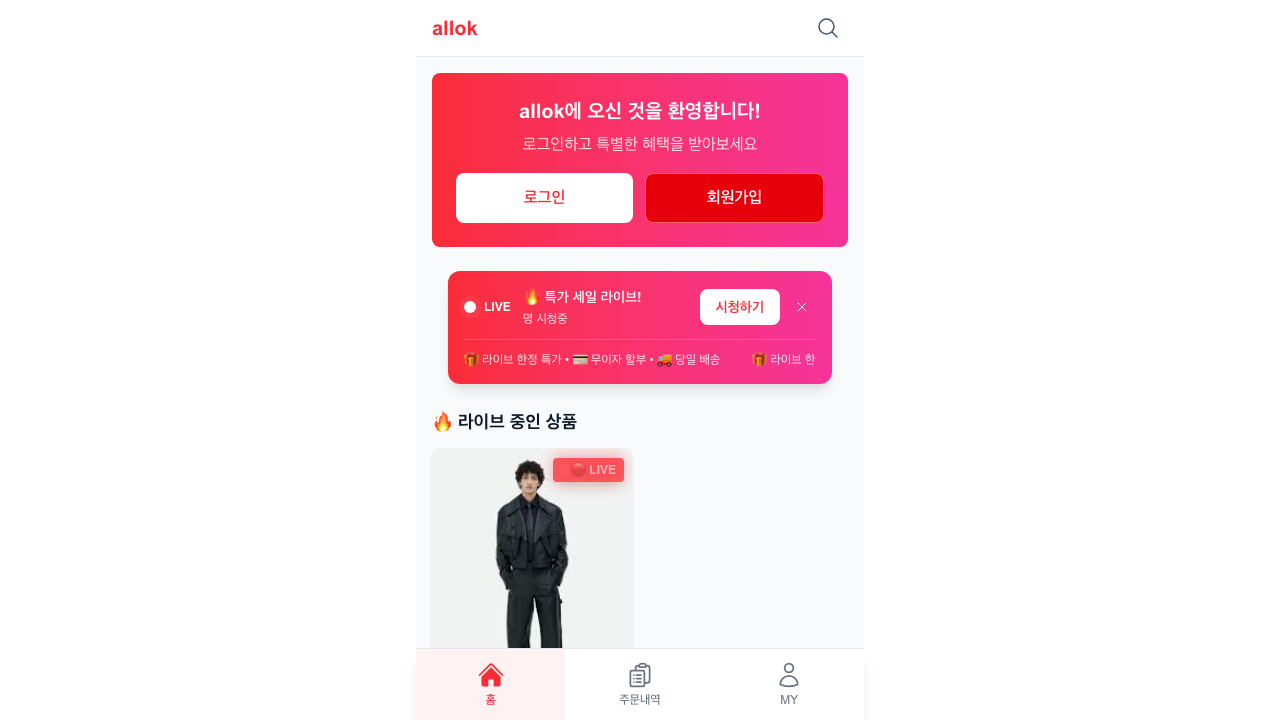 allok
allok에 오신 것을 환영합니다!
로그인하고 특별한 혜택을 받아보세요
로그인
회원가입
LIVE
🔥 특가 세일 라이브!
명 시청중
시청하기
🎁 라이브 한정 특가 • 💳 무이자 할부 • 🚚 당일 배송
🎁 라이브 한
🔥 라이브 중인 상품
🔴 LIVE
홈
주문내역
MY